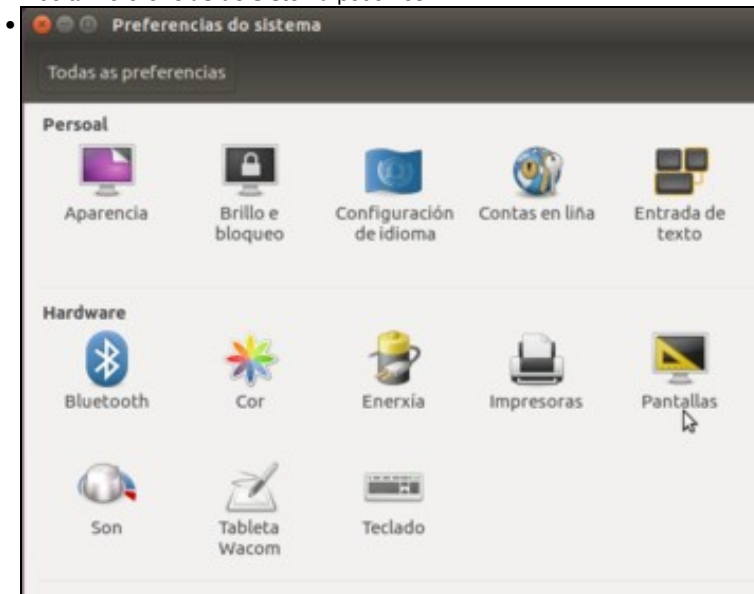 Preferencias do sistema
Todas as preferencias
Persoal
Aparencia
Brillo e
bloqueo
Configuración
de idioma
Contas en liña
Entrada de
texto
Hardware
Bluetooth
Cor
Enerxía
Impresoras
Pantallas
Son
Tableta
Wacom
Teclado